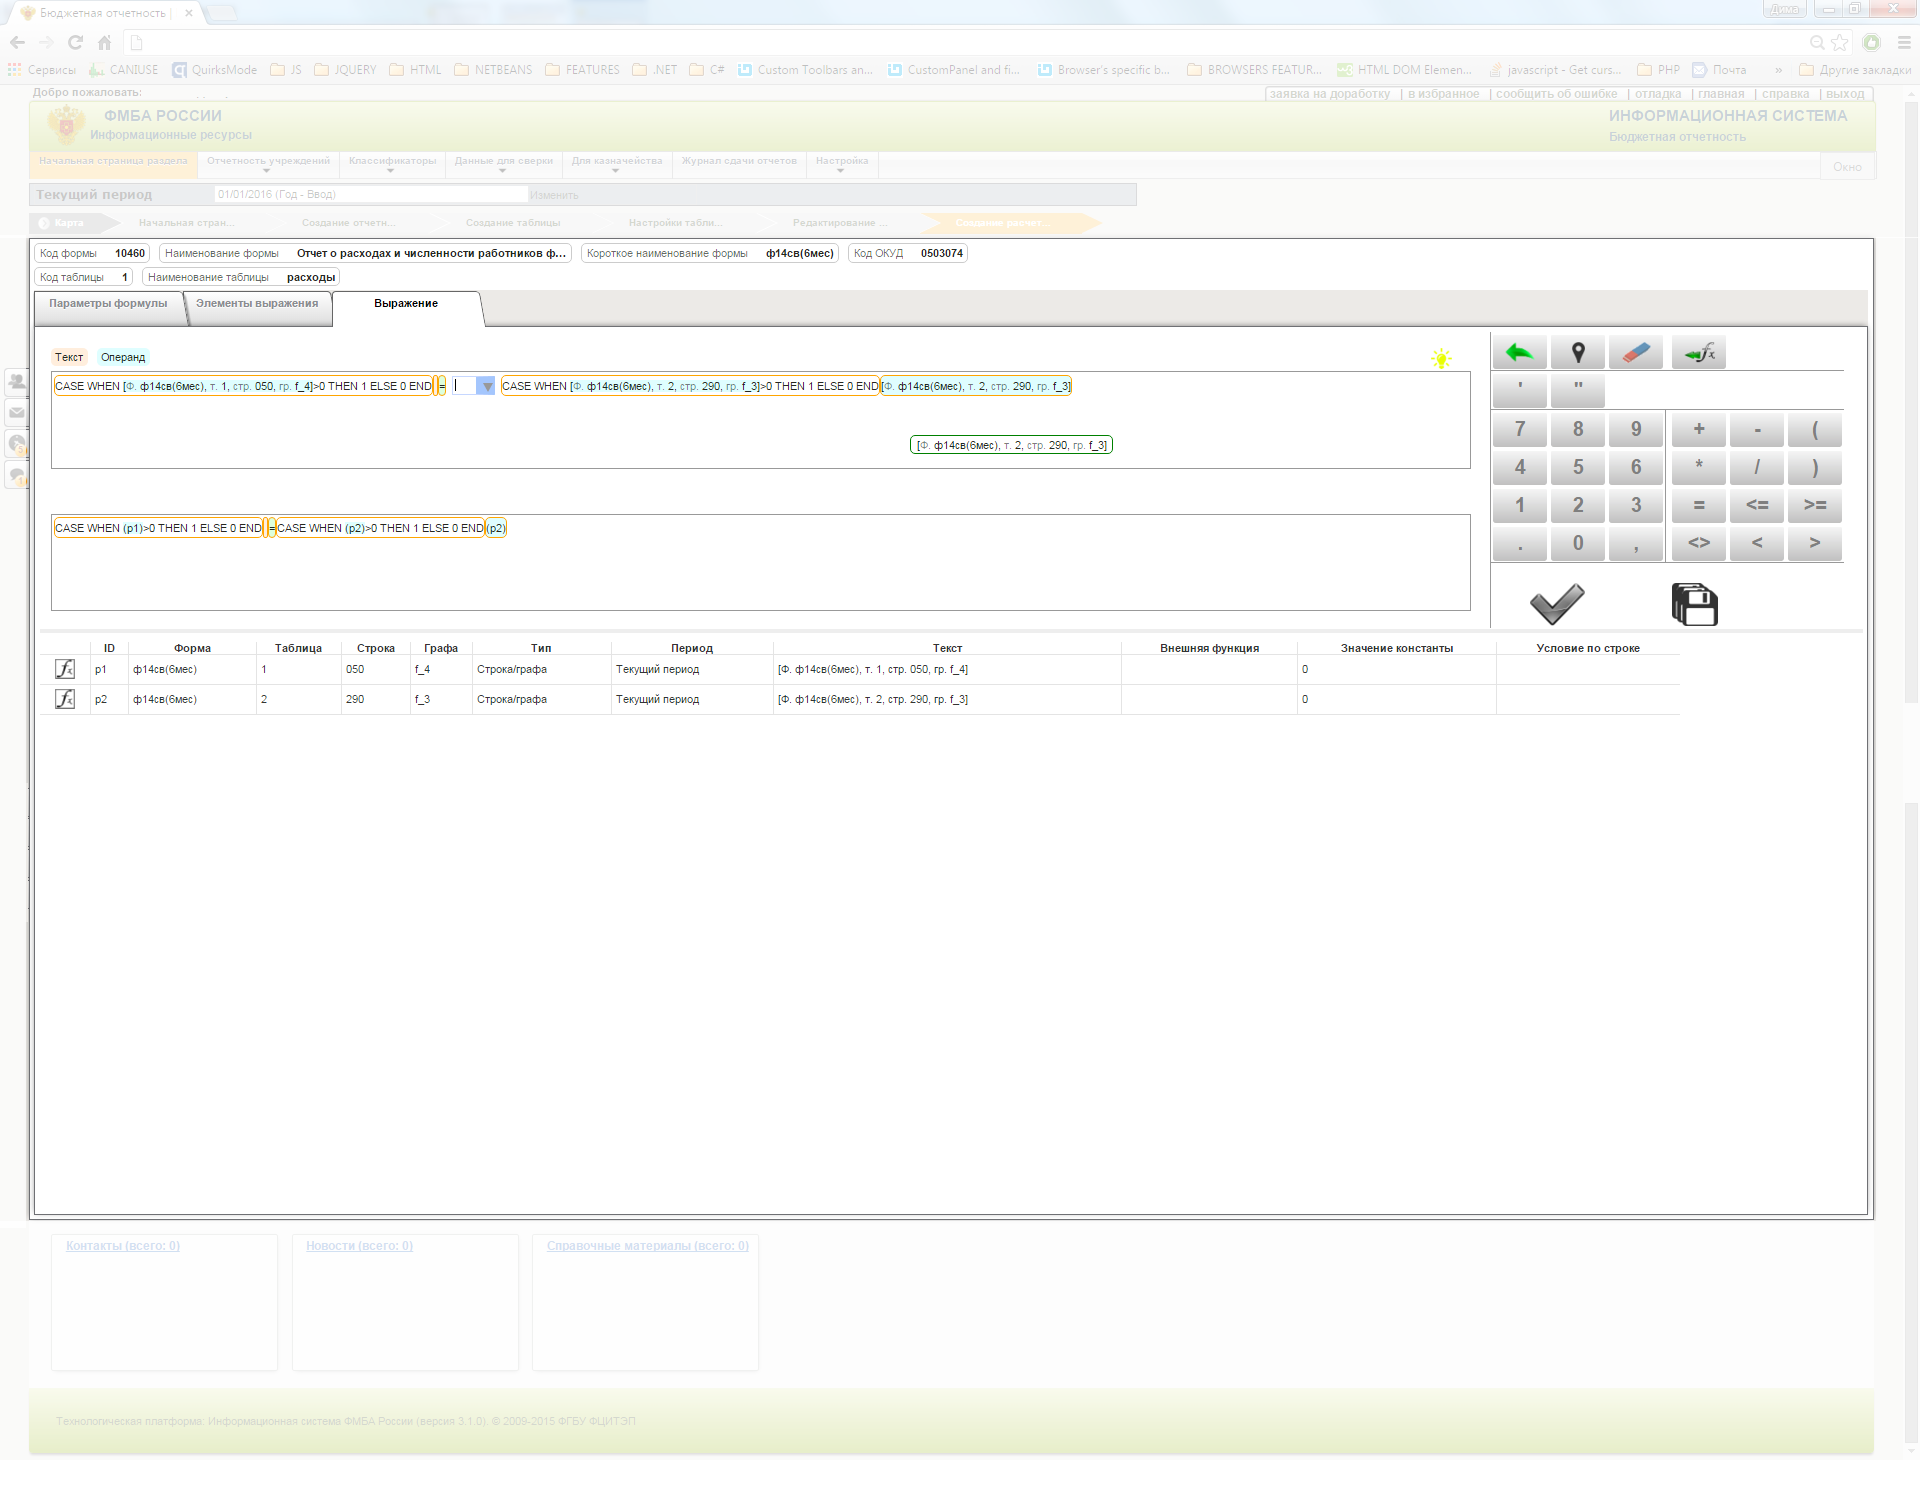 Бюджетная отчетность |
Дима
Сервисы CANIUSE QuirksMode JS JQUERY HTML NETBEANS FEATURES .NET C# Custom Toolbars an... CustomPanel and fi... Browser's specific b... BROWSERS FEATUR... HTML DOM Elemen... javascript - Get curs... PHP Почта » Другие закладки
Добро пожаловать:
заявка на доработку | в избранное | сообщить об ошибке | отладка | главная | справка | выход
ФМБА РОССИИ ИНФОРМАЦИОННАЯ СИСТЕМА
Информационные ресурсы Бюджетная отчетность
Начальная страница раздела Отчетность учреждений Классификаторы Данные для сверки Для казначейства Журнал сдачи отчетов Настройка Окно
Текущий период 01/01/2016 (Год - Ввод) Изменить
Карта Начальная стран... Создание отчетн... Создание таблицы Настройки табли... Редактирование ... Создание расчет...
Код формы 10460 Наименование формы Отчет о расходах и численности работников ф... Короткое наименование формы ф14св(6мес) Код ОКУД 0503074
Код таблицы 1 Наименование таблицы расходы
Параметры формулы Элементы выражения Выражение
Текст Операнд
CASE WHEN [Ф. ф14св(6мес), т. 1, стр. 050, гр. f_4]>0 THEN 1 ELSE 0 END = CASE WHEN [Ф. ф14св(6мес), т. 2, стр. 290, гр. f_3]>0 THEN 1 ELSE 0 END [Ф. ф14св(6мес), т. 2, стр. 290, гр. f_3]
[Ф. ф14св(6мес), т. 2, стр. 290, гр. f_3]
CASE WHEN (p1)>0 THEN 1 ELSE 0 END = CASE WHEN (p2)>0 THEN 1 ELSE 0 END (p2)
fx
' "
7 8 9 + - (
4 5 6 * / )
1 2 3 = <= >=
. 0 , <> < >
ID Форма Таблица Строка Графа Тип Период Текст Внешняя функция Значение константы Условие по строке
fx p1 ф14св(6мес) 1 050 f_4 Строка/графа Текущий период [Ф. ф14св(6мес), т. 1, стр. 050, гр. f_4] 0
fx p2 ф14св(6мес) 2 290 f_3 Строка/графа Текущий период [Ф. ф14св(6мес), т. 2, стр. 290, гр. f_3] 0
Контакты (всего: 0) Новости (всего: 0) Справочные материалы (всего: 0)
Технологическая платформа: Информационная система ФМБА России (версия 3.1.0). © 2009-2015 ФГБУ ФЦИТЭП